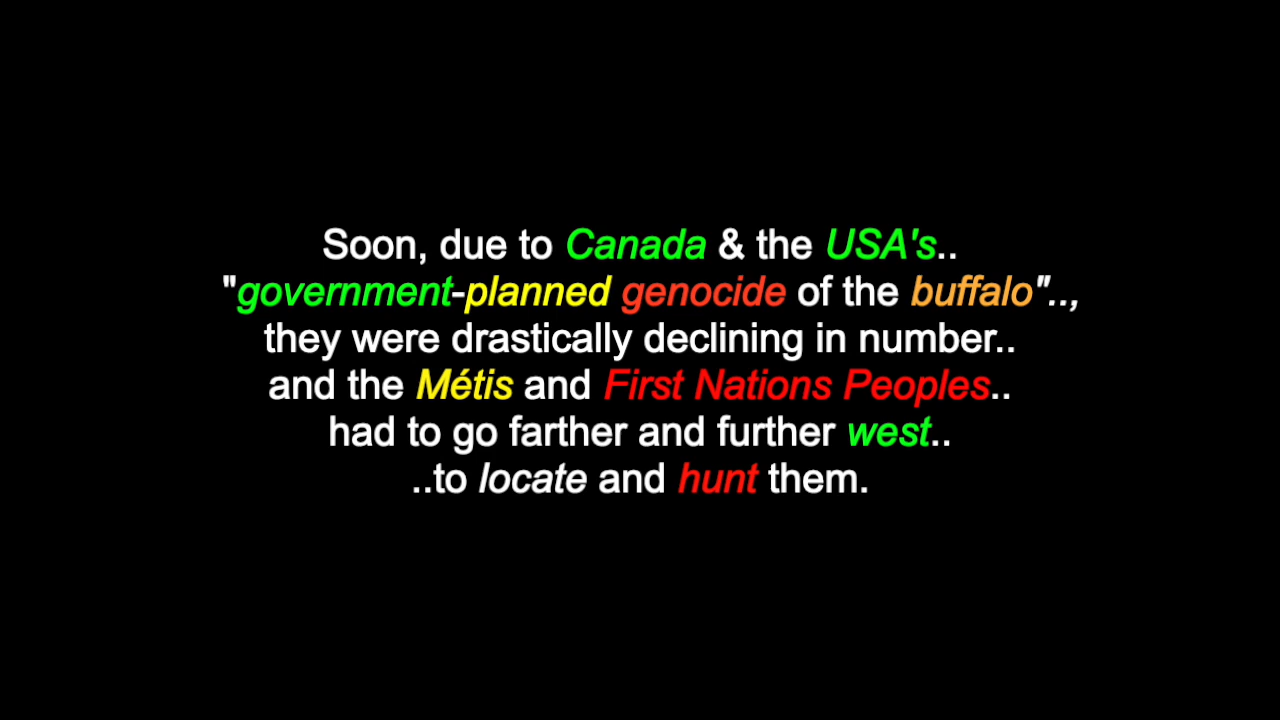 Soon, due to Canada & the USA's..
"government-planned genocide of the buffalo"..,
they were drastically declining in number..
and the Métis and First Nations Peoples..
had to go farther and further west..
..to locate and hunt them.